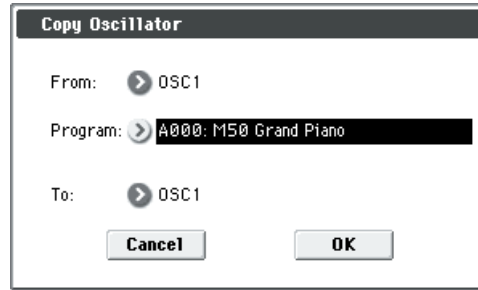 Copy Oscillator
From: OSC1
Program: A000: M50 Grand Piano
To: OSC1
Cancel OK